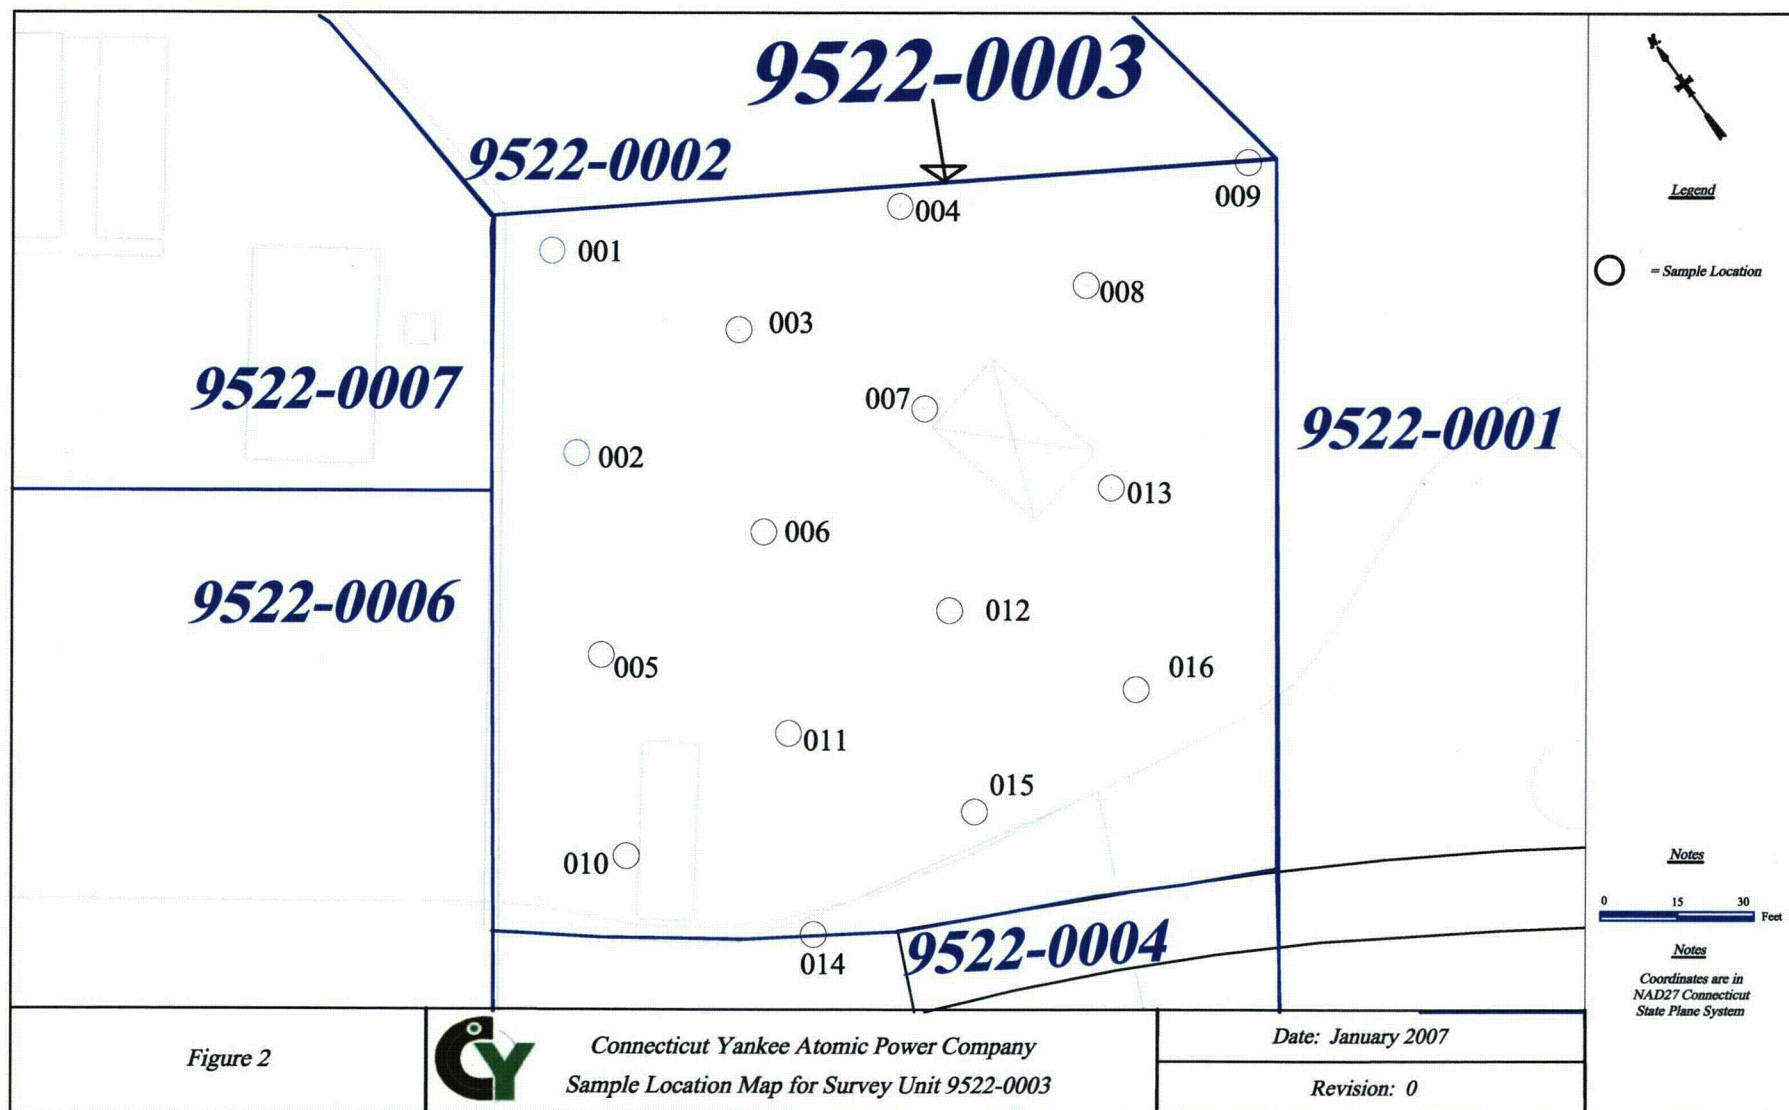 9522-0003
N
9522-0002
009
Legend
004
001
= Sample Location
008
003
9522-0007
007
9522-0001
002
013
006
9522-0006
012
005
016
011
015
010
Notes
0 15 30
Feet
9522-0004
014
Notes
Coordinates are in
NAD27 Connecticut
State Plane System
Figure 2
CY
Connecticut Yankee Atomic Power Company
Sample Location Map for Survey Unit 9522-0003
Date: January 2007
Revision: 0